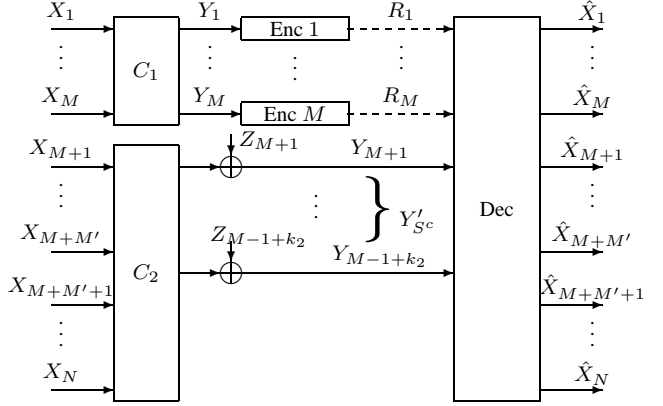 X_1 Y_1 Enc 1 R_1 \hat{X}_1
⋮ C_1 ⋮ ⋮ ⋮ ⋮
X_M Y_M Enc M R_M \hat{X}_M
X_{M+1} Z_{M+1} Y_{M+1} \hat{X}_{M+1}
⋮ ⋮ } Y'_{S^c} Dec ⋮
X_{M+M'} Z_{M-1+k_2} \hat{X}_{M+M'}
C_2 Y_{M-1+k_2}
X_{M+M'+1} \hat{X}_{M+M'+1}
⋮ ⋮
X_N \hat{X}_N